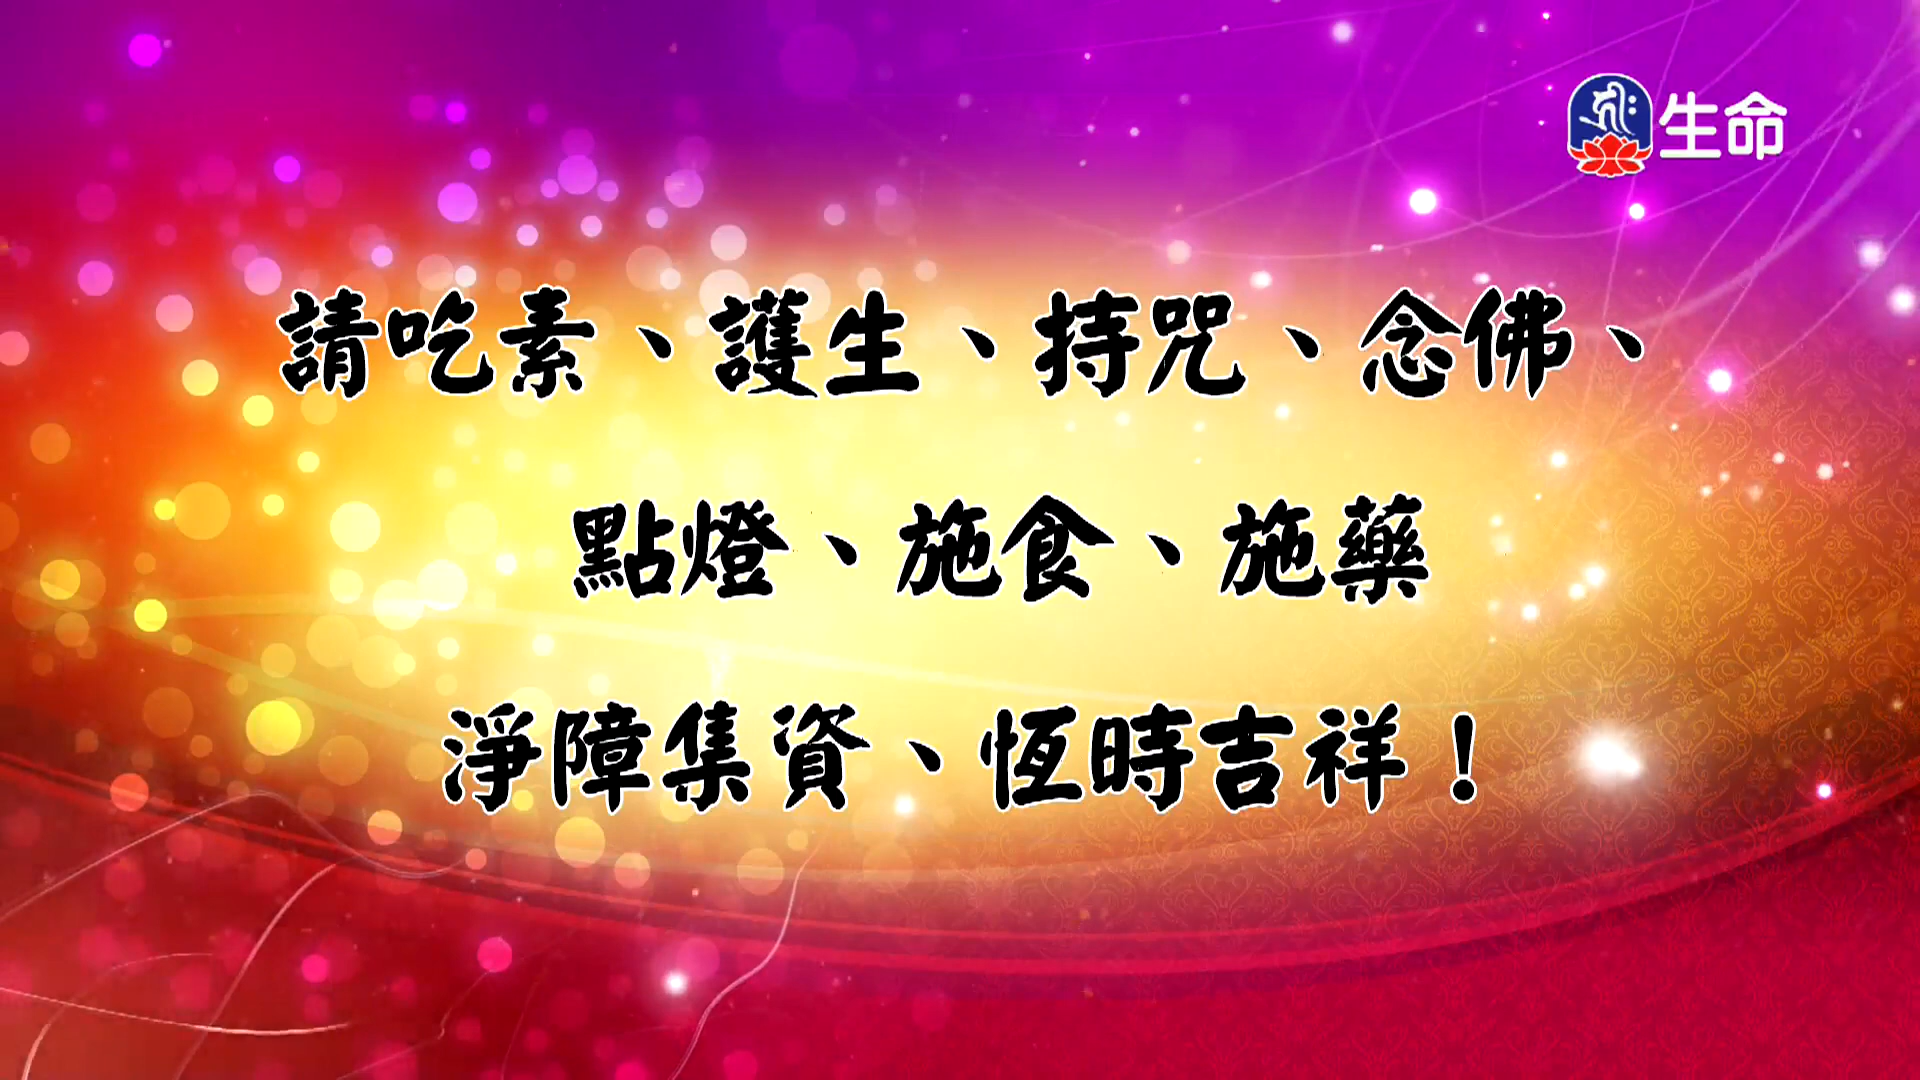 生命
請吃素、護生、持咒、念佛、
點燈、施食、施藥
淨障集資、恆時吉祥！